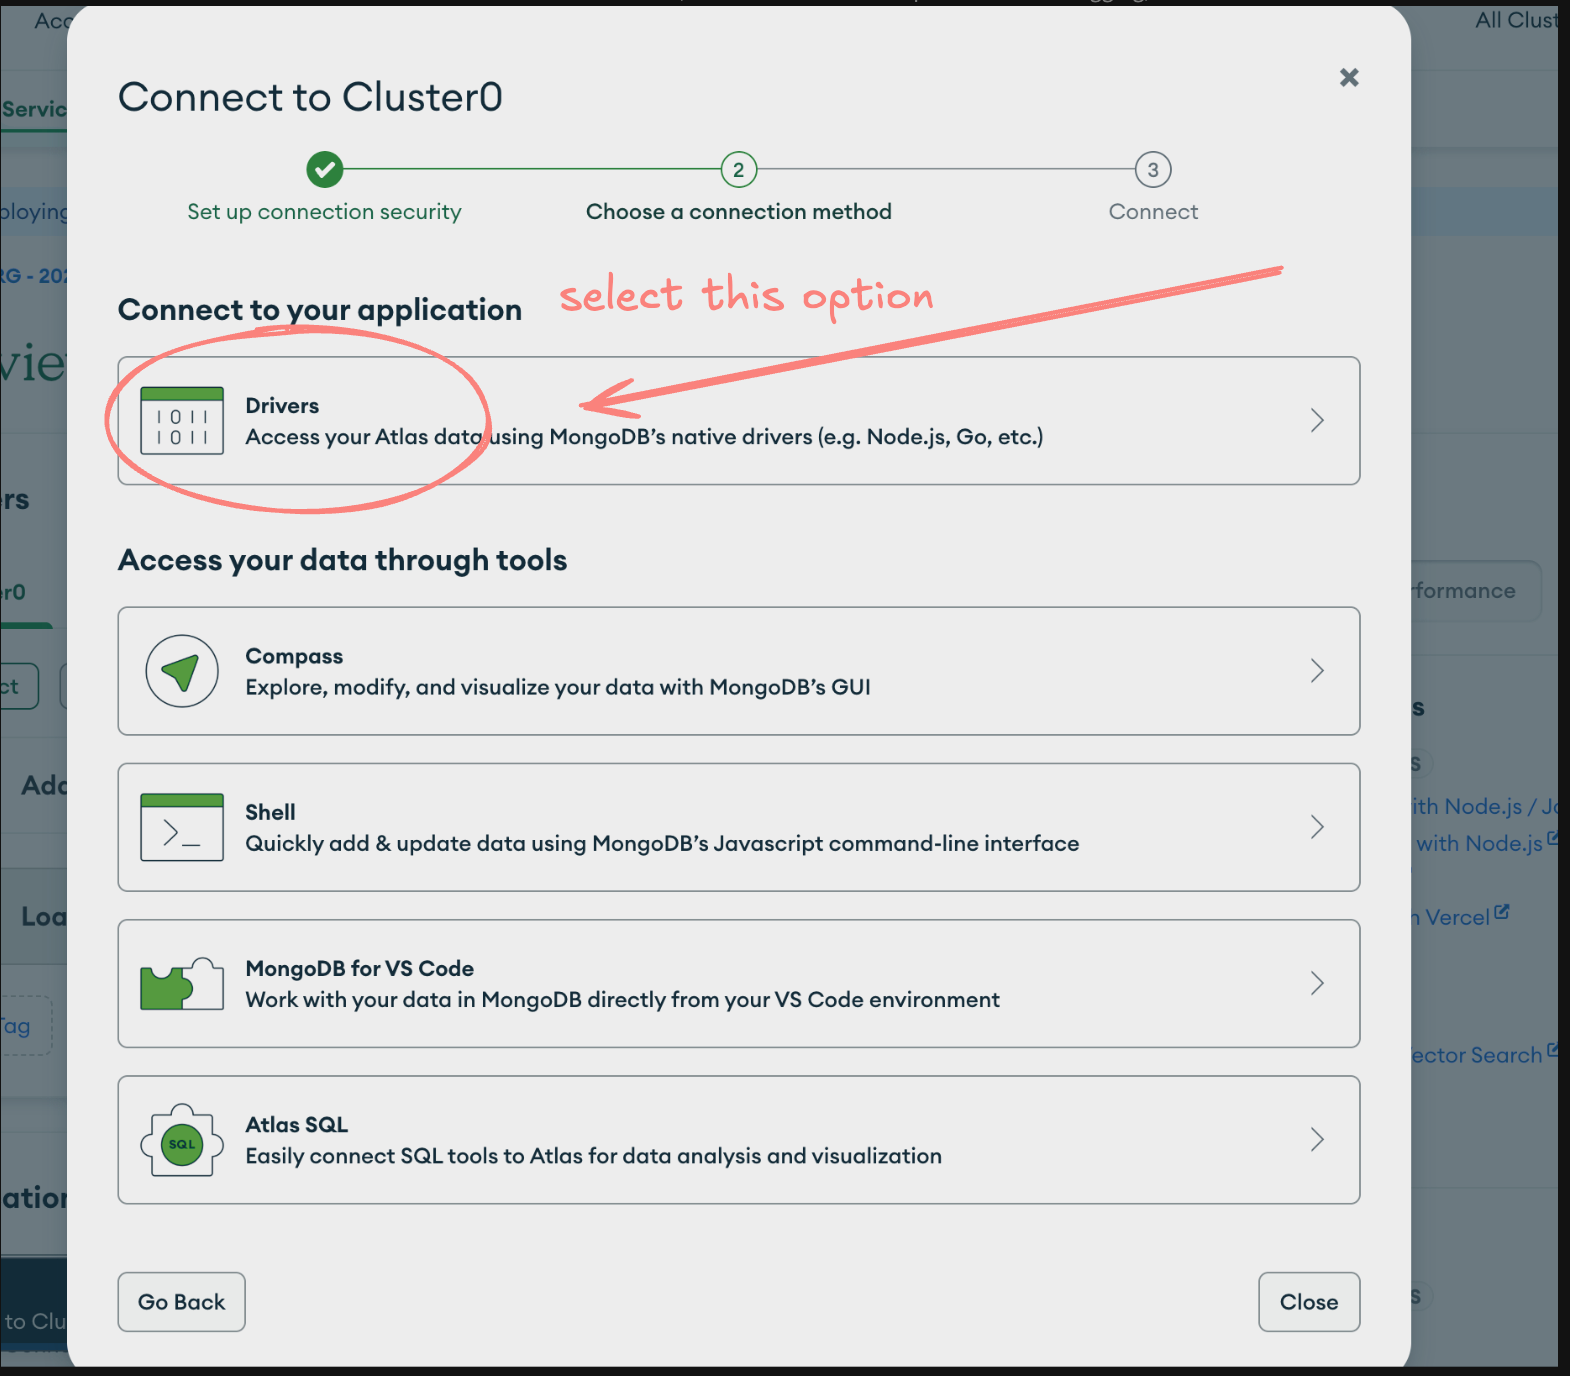 All Clust
Connect to Cluster0
Servic
2
3
Set up connection security
Choose a connection method
Connect
ploying
RG - 202
select this option
Connect to your application
view
1011
1011
Drivers
Access your Atlas data using MongoDB's native drivers (e.g. Node.js, Go, etc.)
ers
Access your data through tools
er0
rformance
Compass
Explore, modify, and visualize your data with MongoDB's GUI
ct
s
S
Add
Shell
Quickly add & update data using MongoDB's Javascript command-line interface
ith Node.js / Ja
with Node.js
Loa
n Vercel
MongoDB for VS Code
Work with your data in MongoDB directly from your VS Code environment
Tag
ector Search
SQL
Atlas SQL
Easily connect SQL tools to Atlas for data analysis and visualization
ation
Go Back
Close
S
to Clu